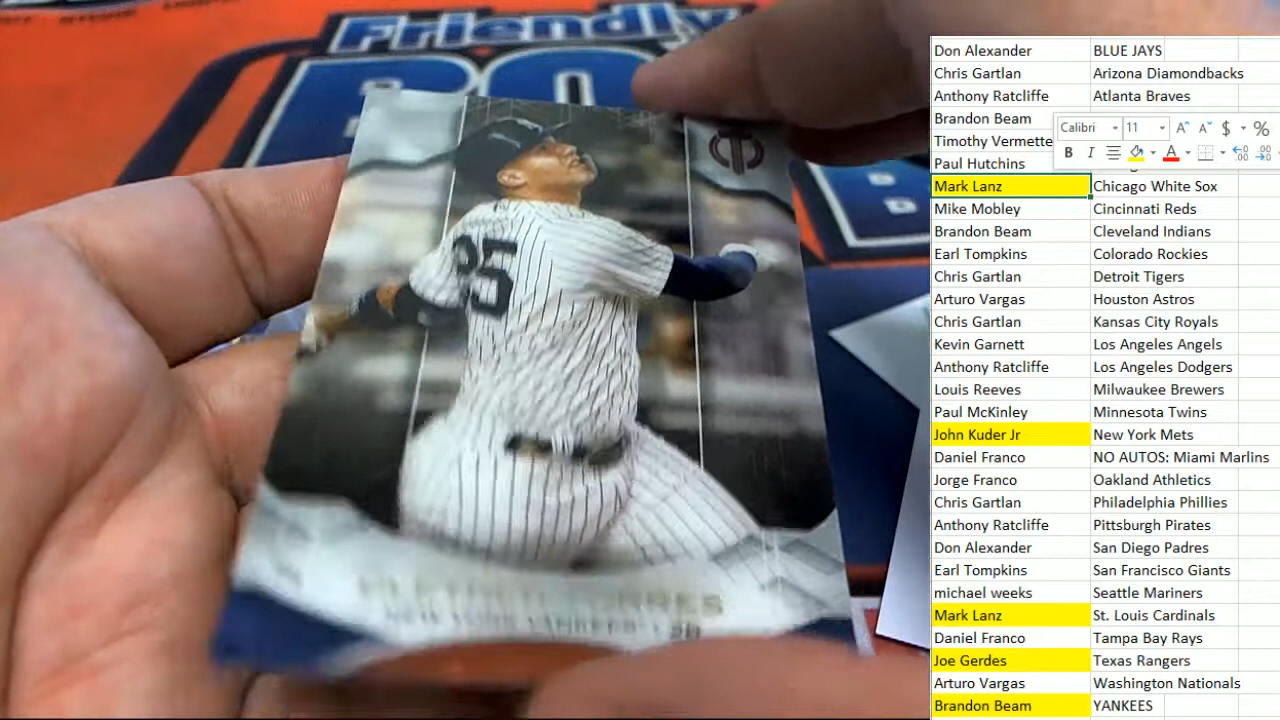 Friendly
25
NEW YORK YANKEES 2B
Don Alexander BLUE JAYS
Chris Gartlan Arizona Diamondbacks
Anthony Ratcliffe Atlanta Braves
Brandon Beam
Calibri 11 A A $ %
Timothy Vermette
B I A
Paul Hutchins
Mark Lanz Chicago White Sox
Mike Mobley Cincinnati Reds
Brandon Beam Cleveland Indians
Earl Tompkins Colorado Rockies
Chris Gartlan Detroit Tigers
Arturo Vargas Houston Astros
Chris Gartlan Kansas City Royals
Kevin Garnett Los Angeles Angels
Anthony Ratcliffe Los Angeles Dodgers
Louis Reeves Milwaukee Brewers
Paul McKinley Minnesota Twins
John Kuder Jr New York Mets
Daniel Franco NO AUTOS: Miami Marlins
Jorge Franco Oakland Athletics
Chris Gartlan Philadelphia Phillies
Anthony Ratcliffe Pittsburgh Pirates
Don Alexander San Diego Padres
Earl Tompkins San Francisco Giants
michael weeks Seattle Mariners
Mark Lanz St. Louis Cardinals
Daniel Franco Tampa Bay Rays
Joe Gerdes Texas Rangers
Arturo Vargas Washington Nationals
Brandon Beam YANKEES